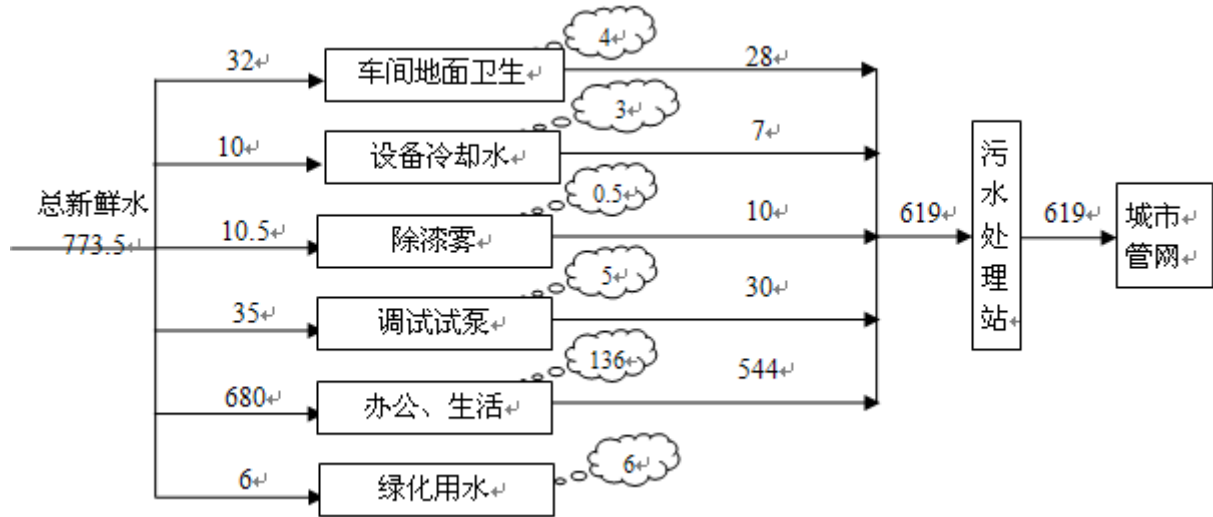 4↵
32↵
车间地面卫生↵
28↵
3↵
10↵
设备冷却水↵
7↵
污水处理站↵
总新鲜水
773.5↵
0.5↵
10.5↵
除漆雾↵
10↵
619↵
619↵
城市↵
管网↵
5↵
35↵
调试试泵↵
30↵
136↵
680↵
办公、生活↵
544↵
6↵
绿化用水↵
6↵